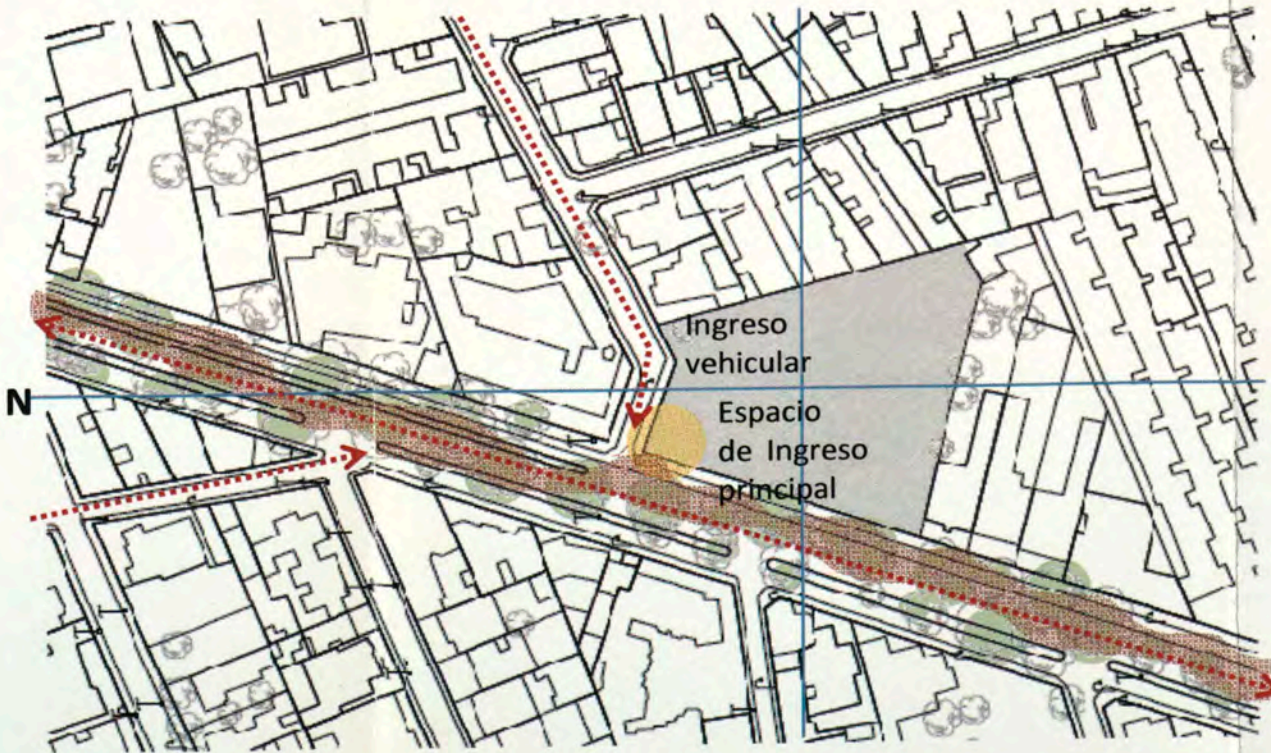 Ingreso
vehicular
N
Espacio
de Ingreso
principal